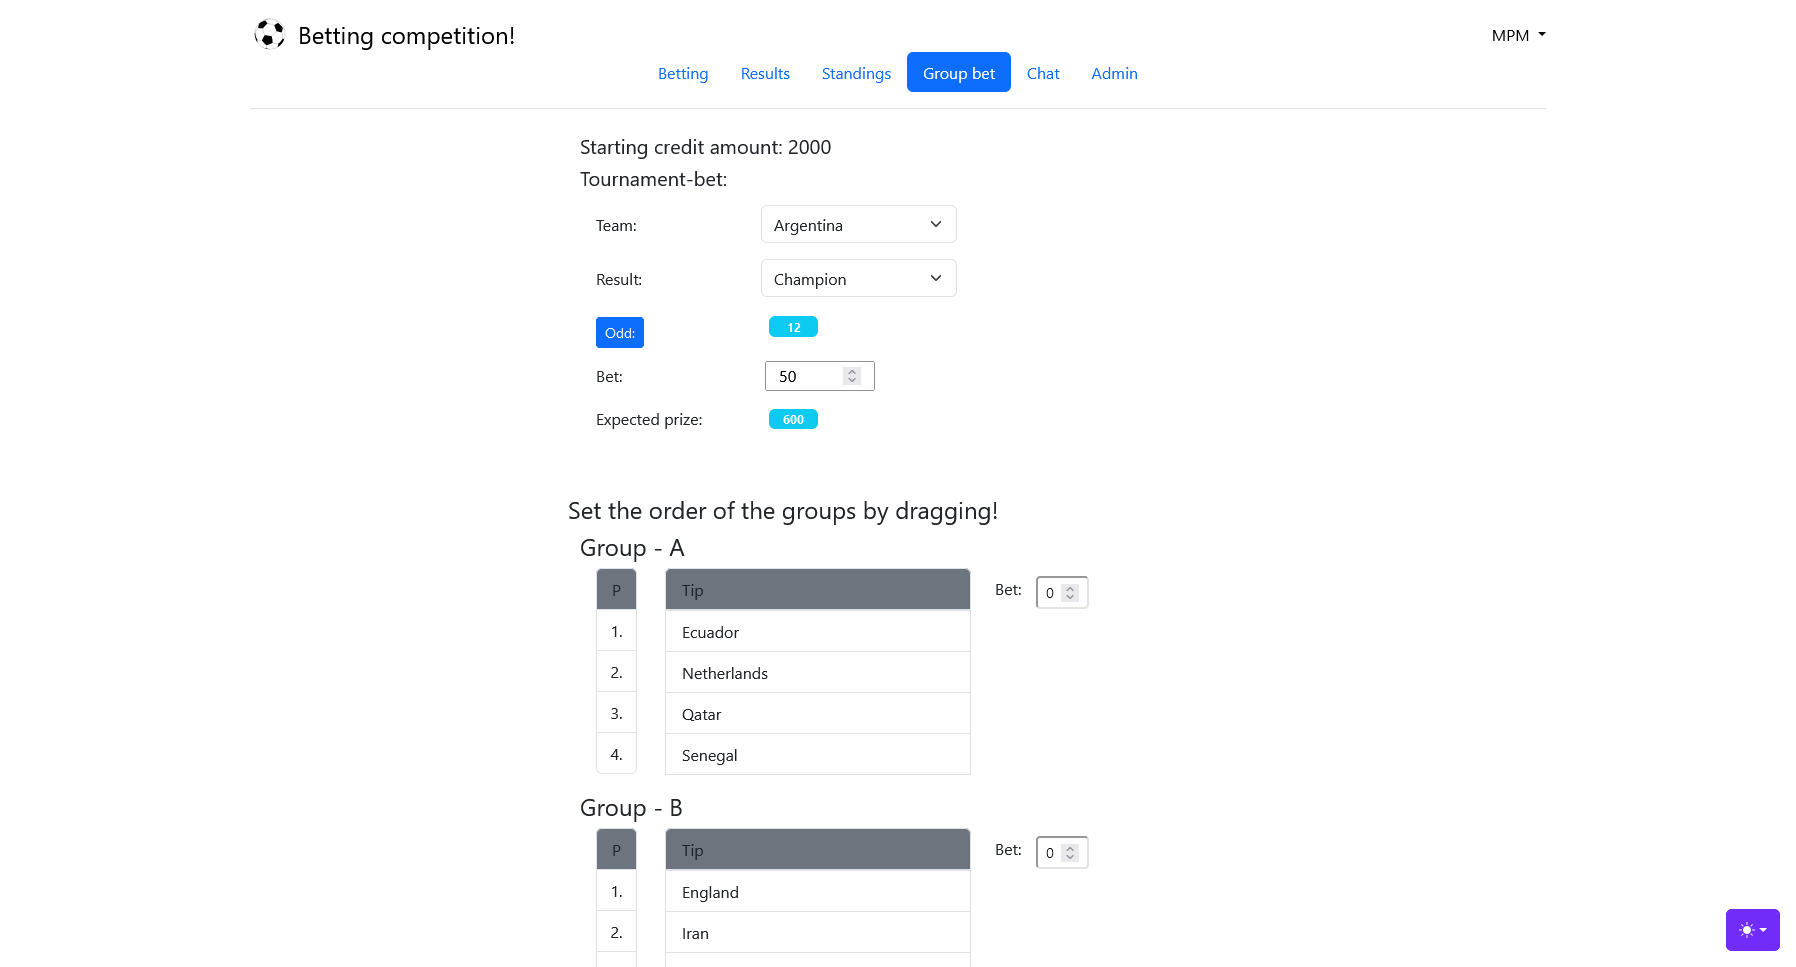 Betting competition!
MPM
Betting Results Standings Group bet Chat Admin
Starting credit amount: 2000
Tournament-bet:
Team: Argentina
Result: Champion
Odd: 12
Bet: 50
Expected prize: 600
Set the order of the groups by dragging!
Group - A
P Tip Bet: 0
1. Ecuador
2. Netherlands
3. Qatar
4. Senegal
Group - B
P Tip Bet: 0
1. England
2. Iran